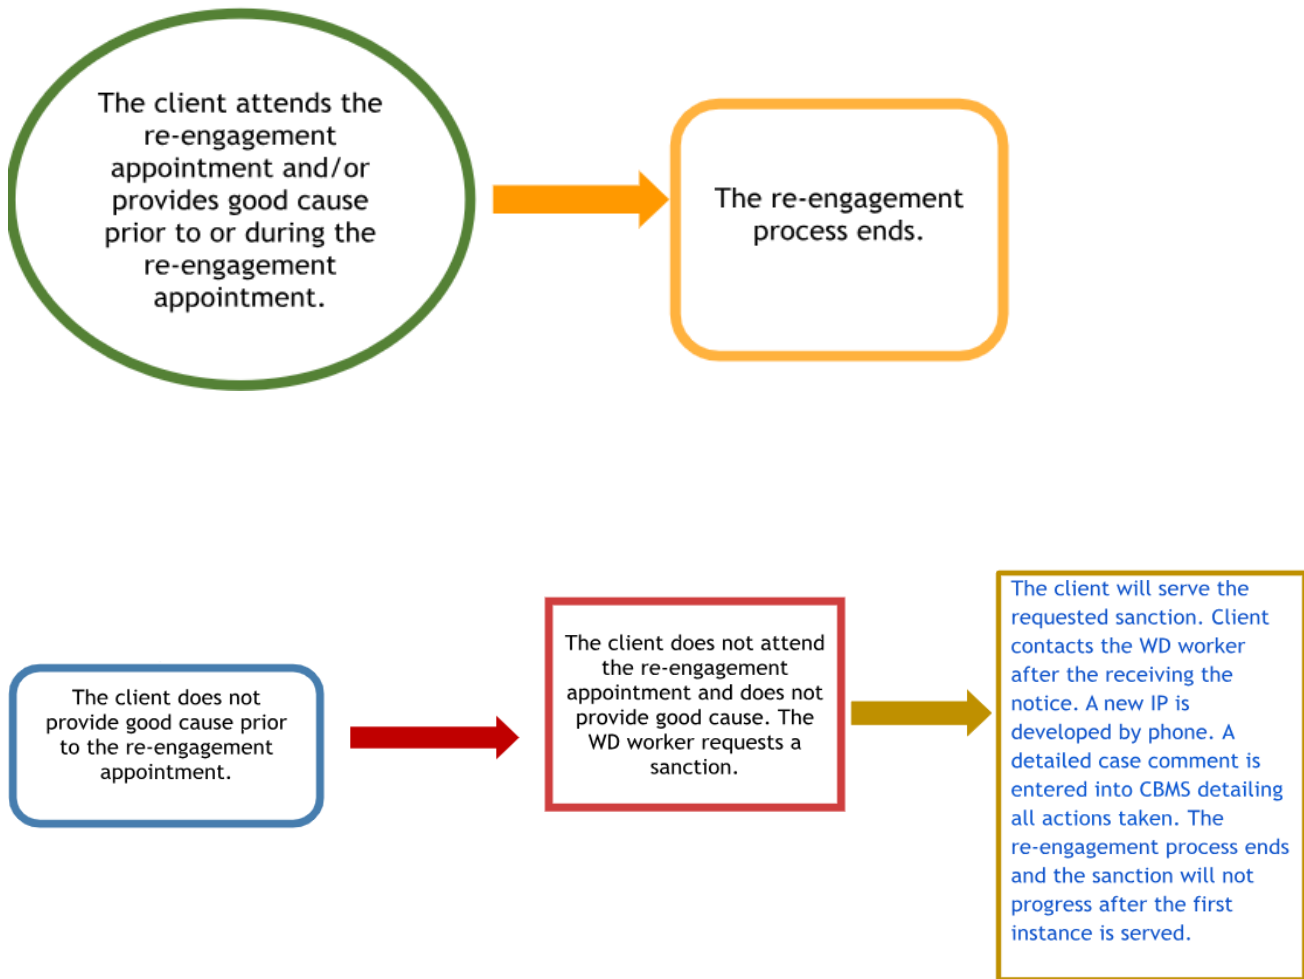 The client attends the
re-engagement
appointment and/or
provides good cause
prior to or during the
re-engagement
appointment.
The re-engagement
process ends.
The client does not
provide good cause prior
to the re-engagement
appointment.
The client does not attend
the re-engagement
appointment and does not
provide good cause. The
WD worker requests a
sanction.
The client will serve the
requested sanction. Client
contacts the WD worker
after the receiving the
notice. A new IP is
developed by phone. A
detailed case comment is
entered into CBMS detailing
all actions taken. The
re-engagement process ends
and the sanction will not
progress after the first
instance is served.